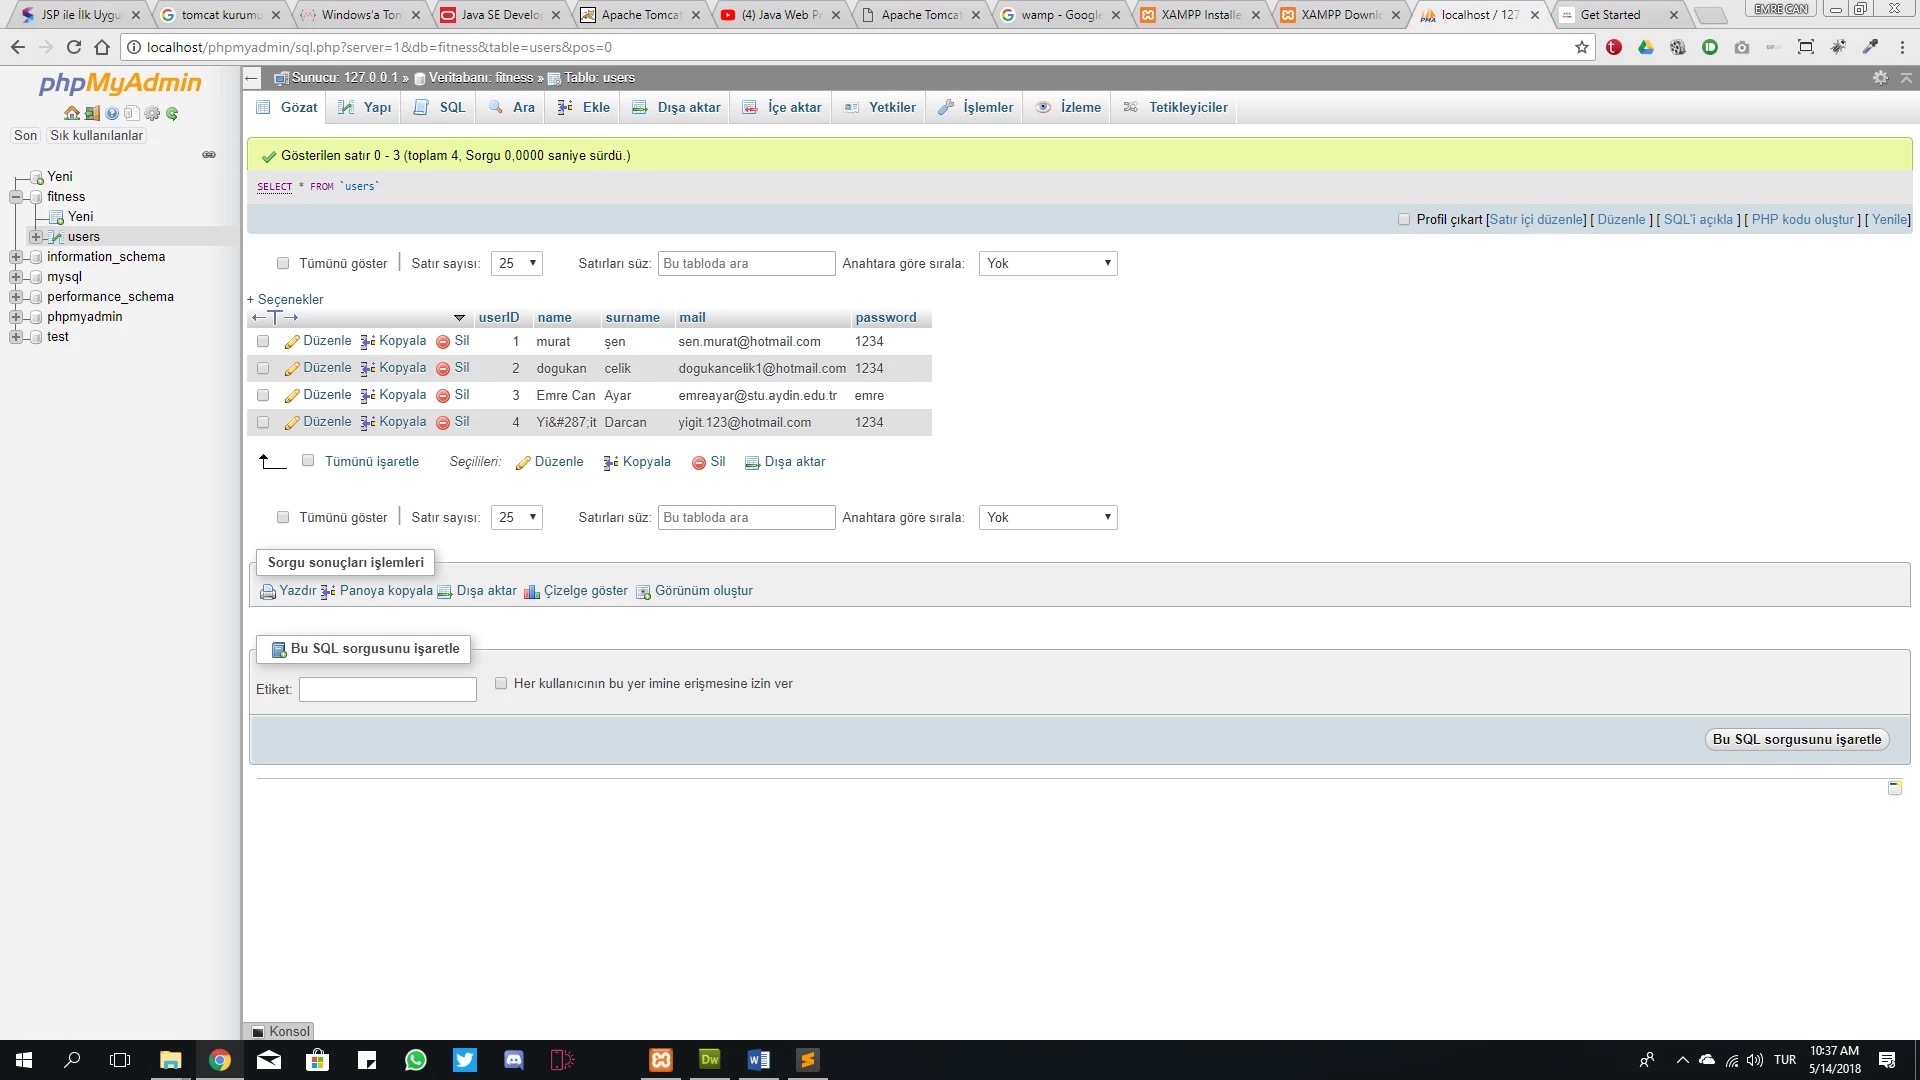 JSP ile İlk Uygu
tomcat kurumu
Windows'a Tom
Java SE Develop
Apache Tomcat
(4) Java Web Pr
Apache Tomcat
wamp - Google
XAMPP Installe
XAMPP Downlo
localhost / 127
Get Started
EMRE CAN
localhost/phpmyadmin/sql.php?server=1&db=fitness&table=users&pos=0
phpMyAdmin
Son Sık kullanılanlar
Yeni
fitness
Yeni
users
information_schema
mysql
performance_schema
phpmyadmin
test
Sunucu: 127.0.0.1 » Veritabanı: fitness » Tablo: users
Gözat Yapı SQL Ara Ekle Dışa aktar İçe aktar Yetkiler İşlemler İzleme Tetikleyiciler
Gösterilen satır 0 - 3 (toplam 4, Sorgu 0,0000 saniye sürdü.)
SELECT * FROM `users`
Profil çıkart [Satır içi düzenle] [ Düzenle ] [ SQL'i açıkla ] [ PHP kodu oluştur ] [ Yenile]
Tümünü göster Satır sayısı: 25 Satırları süz: Bu tabloda ara Anahtara göre sırala: Yok
+ Seçenekler
←T→ userID name surname mail password
Düzenle Kopyala Sil 1 murat şen sen.murat@hotmail.com 1234
Düzenle Kopyala Sil 2 dogukan celik dogukancelik1@hotmail.com 1234
Düzenle Kopyala Sil 3 Emre Can Ayar emreayar@stu.aydin.edu.tr emre
Düzenle Kopyala Sil 4 Yi&#287;it Darcan yigit.123@hotmail.com 1234
Tümünü işaretle Seçilileri: Düzenle Kopyala Sil Dışa aktar
Tümünü göster Satır sayısı: 25 Satırları süz: Bu tabloda ara Anahtara göre sırala: Yok
Sorgu sonuçları işlemleri
Yazdır Panoya kopyala Dışa aktar Çizelge göster Görünüm oluştur
Bu SQL sorgusunu işaretle
Etiket: Her kullanıcının bu yer imine erişmesine izin ver
Bu SQL sorgusunu işaretle
Konsol
Dw
TUR
10:37 AM
5/14/2018